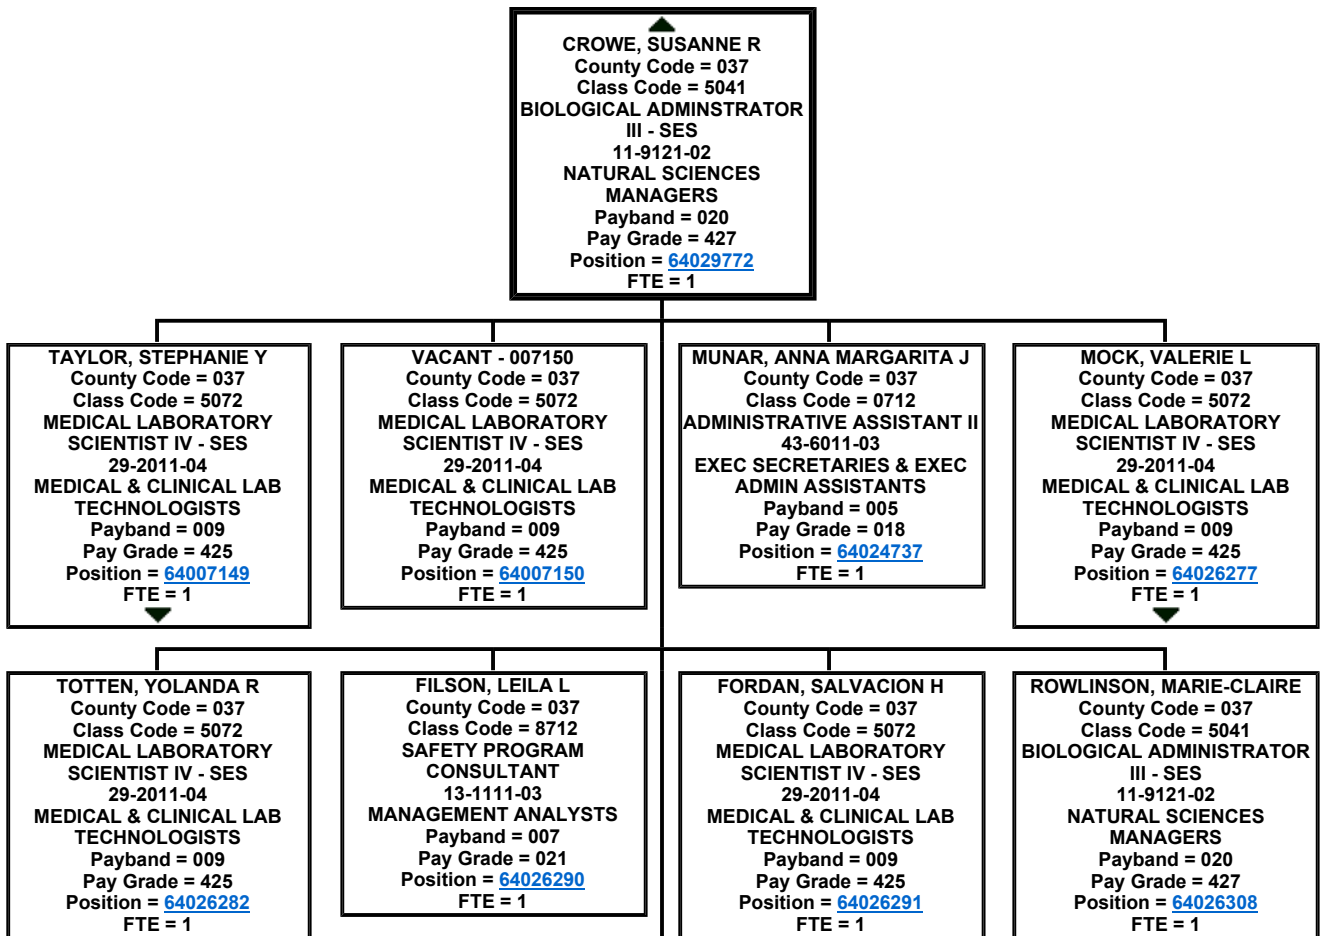 CROWE, SUSANNE R
County Code = 037
Class Code = 5041
BIOLOGICAL ADMINSTRATOR
III - SES
11-9121-02
NATURAL SCIENCES
MANAGERS
Payband = 020
Pay Grade = 427
Position = 64029772
FTE = 1
TAYLOR, STEPHANIE Y
County Code = 037
Class Code = 5072
MEDICAL LABORATORY
SCIENTIST IV - SES
29-2011-04
MEDICAL & CLINICAL LAB
TECHNOLOGISTS
Payband = 009
Pay Grade = 425
Position = 64007149
FTE = 1
VACANT - 007150
County Code = 037
Class Code = 5072
MEDICAL LABORATORY
SCIENTIST IV - SES
29-2011-04
MEDICAL & CLINICAL LAB
TECHNOLOGISTS
Payband = 009
Pay Grade = 425
Position = 64007150
FTE = 1
MUNAR, ANNA MARGARITA J
County Code = 037
Class Code = 0712
ADMINISTRATIVE ASSISTANT II
43-6011-03
EXEC SECRETARIES & EXEC
ADMIN ASSISTANTS
Payband = 005
Pay Grade = 018
Position = 64024737
FTE = 1
MOCK, VALERIE L
County Code = 037
Class Code = 5072
MEDICAL LABORATORY
SCIENTIST IV - SES
29-2011-04
MEDICAL & CLINICAL LAB
TECHNOLOGISTS
Payband = 009
Pay Grade = 425
Position = 64026277
FTE = 1
TOTTEN, YOLANDA R
County Code = 037
Class Code = 5072
MEDICAL LABORATORY
SCIENTIST IV - SES
29-2011-04
MEDICAL & CLINICAL LAB
TECHNOLOGISTS
Payband = 009
Pay Grade = 425
Position = 64026282
FTE = 1
FILSON, LEILA L
County Code = 037
Class Code = 8712
SAFETY PROGRAM
CONSULTANT
13-1111-03
MANAGEMENT ANALYSTS
Payband = 007
Pay Grade = 021
Position = 64026290
FTE = 1
FORDAN, SALVACION H
County Code = 037
Class Code = 5072
MEDICAL LABORATORY
SCIENTIST IV - SES
29-2011-04
MEDICAL & CLINICAL LAB
TECHNOLOGISTS
Payband = 009
Pay Grade = 425
Position = 64026291
FTE = 1
ROWLINSON, MARIE-CLAIRE
County Code = 037
Class Code = 5041
BIOLOGICAL ADMINISTRATOR
III - SES
11-9121-02
NATURAL SCIENCES
MANAGERS
Payband = 020
Pay Grade = 427
Position = 64026308
FTE = 1